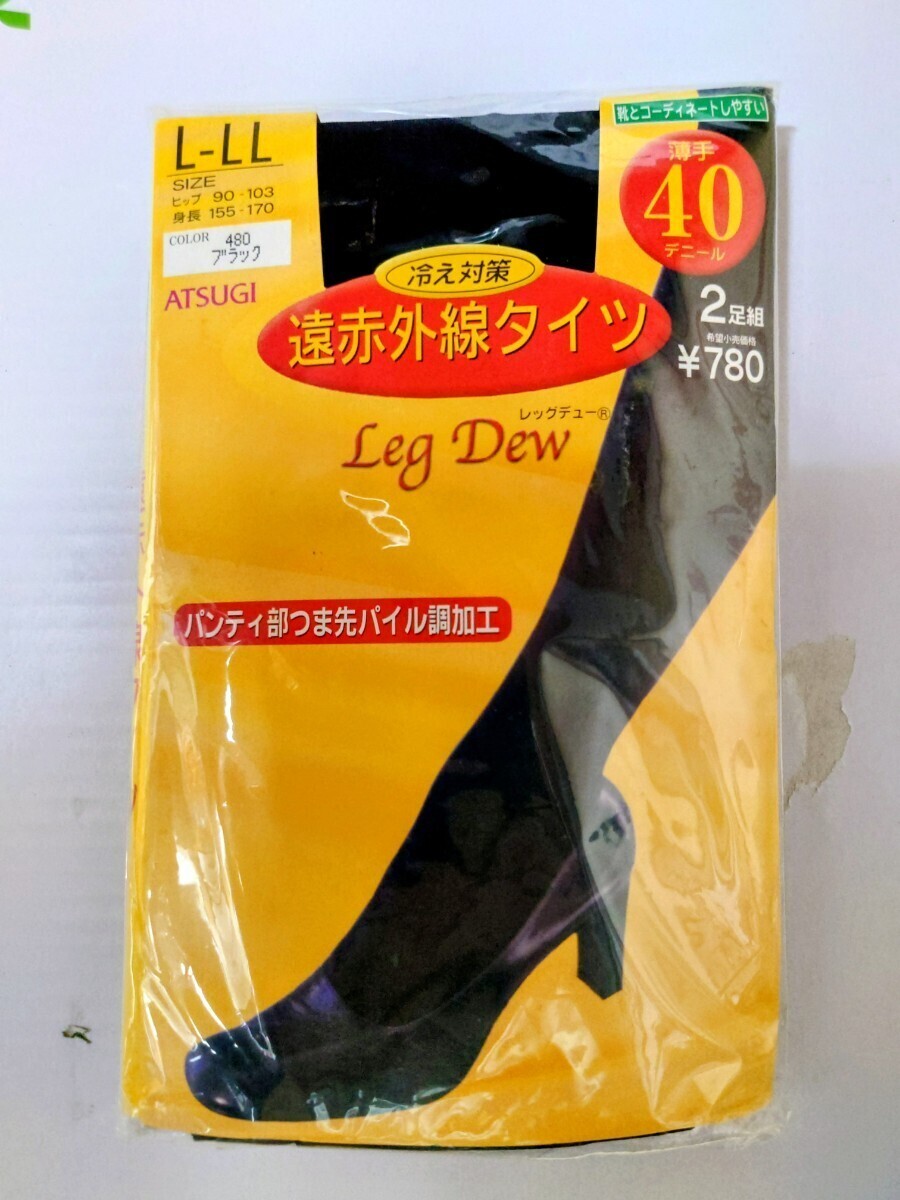 L-LL
SIZE
ヒップ 90-103
身長 155-170
COLOR 480
ブラック
ATSUGI
靴とコーディネートしやすい
薄手
40
デニール
2足組
希望小売価格
¥780
冷え対策
遠赤外線タイツ
レッグデュー®
Leg Dew
パンティ部つま先パイル調加工